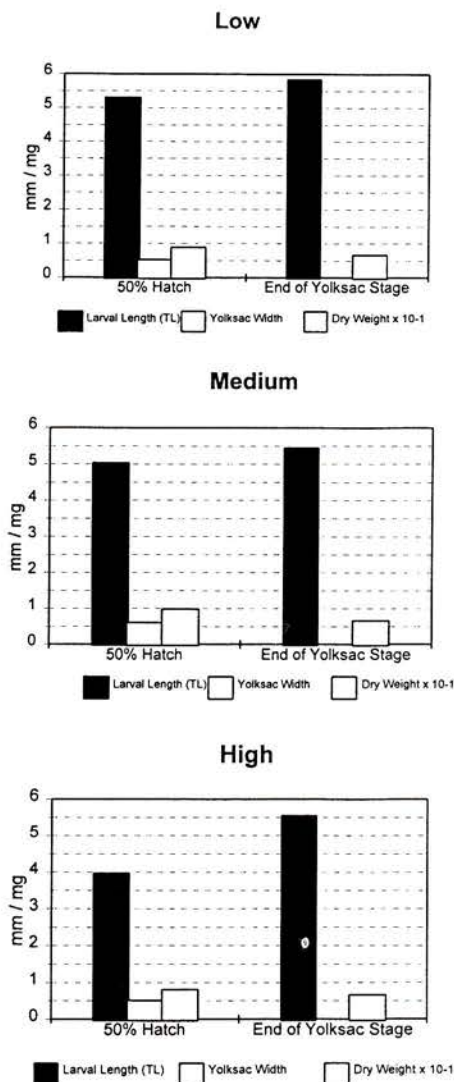 Low
6
5
4
3
2
1
0
mm / mg
50% Hatch End of Yolksac Stage
Larval Length (TL) Yolksac Width Dry Weight x 10-1
Medium
6
5
4
3
2
1
0
mm / mg
50% Hatch End of Yolksac Stage
Larval Length (TL) Yolksac Width Dry Weight x 10-1
High
6
5
4
3
2
1
0
mm / mg
50% Hatch End of Yolksac Stage
Larval Length (TL) Yolksac Width Dry Weight x 10-1